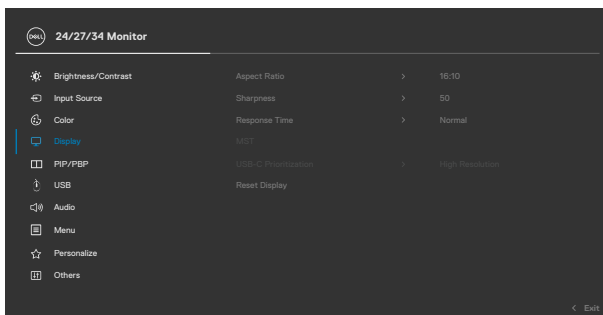 DELL 24/27/34 Monitor
Brightness/Contrast Aspect Ratio > 16:10
Input Source Sharpness > 50
Color Response Time > Normal
Display MST
PIP/PBP USB-C Prioritization > High Resolution
USB Reset Display
Audio
Menu
Personalize
Others
< Exit